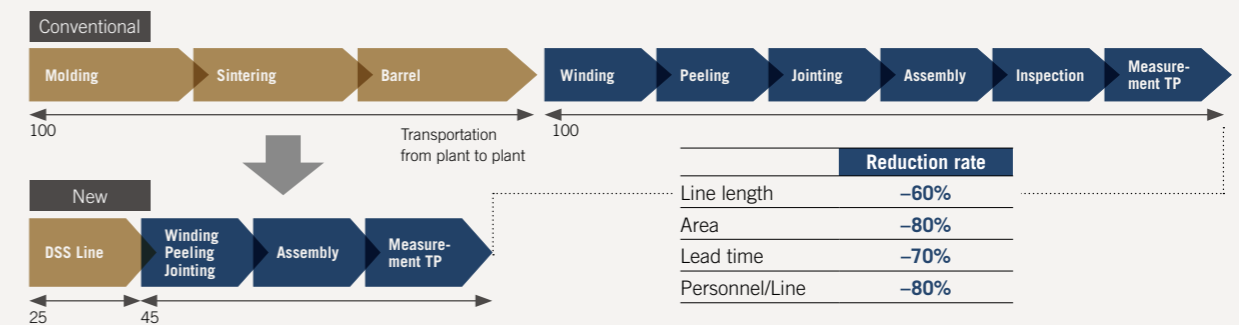 Conventional
Molding
Sintering
Barrel
Winding
Peeling
Jointing
Assembly
Inspection
Measure-
ment TP
100
Transportation
from plant to plant
100
New
DSS Line
Winding
Peeling
Jointing
Assembly
Measure-
ment TP
25
45
Reduction rate
Line length –60%
Area –80%
Lead time –70%
Personnel/Line –80%